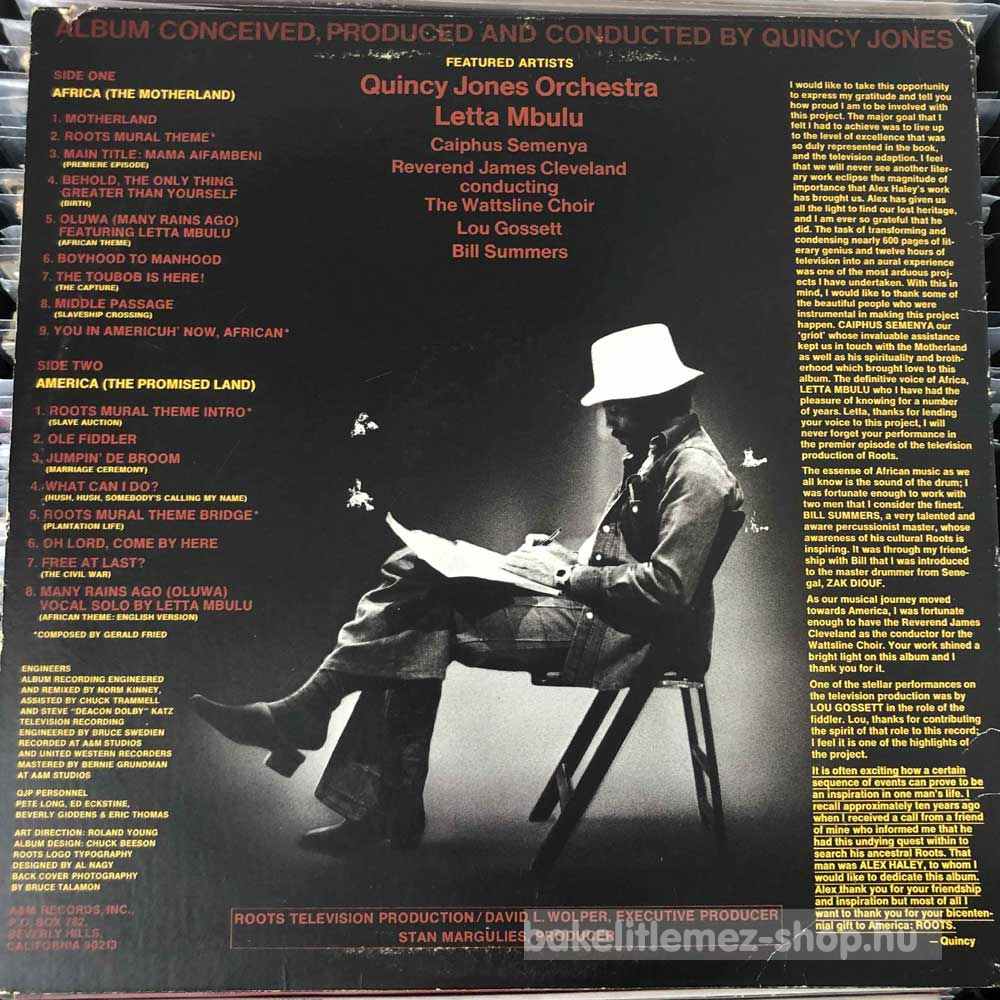 ALBUM CONCEIVED, PRODUCED AND CONDUCTED BY QUINCY JONES
SIDE ONE
AFRICA (THE MOTHERLAND)
1. MOTHERLAND
2. ROOTS MURAL THEME*
3. MAIN TITLE: MAMA AIFAMBENI
(PREMIERE EPISODE)
4. BEHOLD, THE ONLY THING
GREATER THAN YOURSELF
(BIRTH)
5. OLUWA (MANY RAINS AGO)
FEATURING LETTA MBULU
(AFRICAN THEME)
6. BOYHOOD TO MANHOOD
7. THE TOUBOB IS HERE!
(THE CAPTURE)
8. MIDDLE PASSAGE
(SLAVESHIP CROSSING)
9. YOU IN AMERICUH' NOW, AFRICAN*
SIDE TWO
AMERICA (THE PROMISED LAND)
1. ROOTS MURAL THEME INTRO*
(SLAVE AUCTION)
2. OLE FIDDLER
3. JUMPIN' DE BROOM
(MARRIAGE CEREMONY)
4. WHAT CAN I DO?
(HUSH, HUSH, SOMEBODY'S CALLING MY NAME)
5. ROOTS MURAL THEME BRIDGE*
(PLANTATION LIFE)
6. OH LORD, COME BY HERE
7. FREE AT LAST?
(THE CIVIL WAR)
8. MANY RAINS AGO (OLUWA)
VOCAL SOLO BY LETTA MBULU
(AFRICAN THEME: ENGLISH VERSION)
*COMPOSED BY GERALD FRIED
ENGINEERS
ALBUM RECORDING ENGINEERED
AND REMIXED BY NORM KINNEY,
ASSISTED BY CHUCK TRAMMELL
AND STEVE "DEACON DOLBY" KATZ
TELEVISION RECORDING
ENGINEERED BY BRUCE SWEDIEN
RECORDED AT A&M STUDIOS
AND UNITED WESTERN RECORDERS
MASTERED BY BERNIE GRUNDMAN
AT A&M STUDIOS
QJP PERSONNEL
PETE LONG, ED ECKSTINE,
BEVERLY GIDDENS & ERIC THOMAS
ART DIRECTION: ROLAND YOUNG
ALBUM DESIGN: CHUCK BEESON
ROOTS LOGO TYPOGRAPHY
DESIGNED BY AL NAGY
BACK COVER PHOTOGRAPHY
BY BRUCE TALAMON
A&M RECORDS, INC.,
P.O. BOX 782,
BEVERLY HILLS,
CALIFORNIA 90213
FEATURED ARTISTS
Quincy Jones Orchestra
Letta Mbulu
Caiphus Semenya
Reverend James Cleveland
conducting
The Wattsline Choir
Lou Gossett
Bill Summers
ROOTS TELEVISION PRODUCTION/DAVID L. WOLPER, EXECUTIVE PRODUCER
STAN MARGULIES, PRODUCER
I would like to take this opportunity
to express my gratitude and tell you
how proud I am to be involved with
this project. The major goal that I
felt I had to achieve was to live up
to the level of excellence that was
so duly represented in the book,
and the television adaption. I feel
that we will never see another liter-
ary work eclipse the magnitude of
importance that Alex Haley's work
has brought us. Alex has given us
all the light to find our lost heritage,
and I am ever so grateful that he
did. The task of transforming and
condensing nearly 600 pages of lit-
erary genius and twelve hours of
television into an aural experience
was one of the most arduous proj-
ects I have undertaken. With this in
mind, I would like to thank some of
the beautiful people who were
instrumental in making this project
happen. CAIPHUS SEMENYA our
'griot' whose invaluable assistance
kept us in touch with the Motherland
as well as his spirituality and broth-
erhood which brought love to this
album. The definitive voice of Africa,
LETTA MBULU who I have had the
pleasure of knowing for a number
of years. Letta, thanks for lending
your voice to this project, I will
never forget your performance in
the premier episode of the television
production of Roots.
The essence of African music as we
all know is the sound of the drum; I
was fortunate enough to work with
two men that I consider the finest.
BILL SUMMERS, a very talented and
aware percussionist master, whose
awareness of his cultural Roots is
inspiring. It was through my friend-
ship with Bill that I was introduced
to the master drummer from Sene-
gal, ZAK DIOUF.
As our musical journey moved
towards America, I was fortunate
enough to have the Reverend James
Cleveland as the conductor for the
Wattsline Choir. Your work shined a
bright light on this album and I
thank you for it.
One of the stellar performances on
the television production was by
LOU GOSSETT in the role of the
fiddler. Lou, thanks for contributing
the spirit of that role to this record;
I feel it is one of the highlights of
the project.
It is often exciting how a certain
sequence of events can prove to be
an inspiration in one man's life. I
recall approximately ten years ago
when I received a call from a friend
of mine who informed me that he
had this undying quest within to
search his ancestral Roots. That
man was ALEX HALEY, to whom I
would like to dedicate this album.
Alex thank you for your friendship
and inspiration but most of all I
want to thank you for your bicenten-
nial gift to America: ROOTS.
– Quincy
bakelitlemez-shop.hu